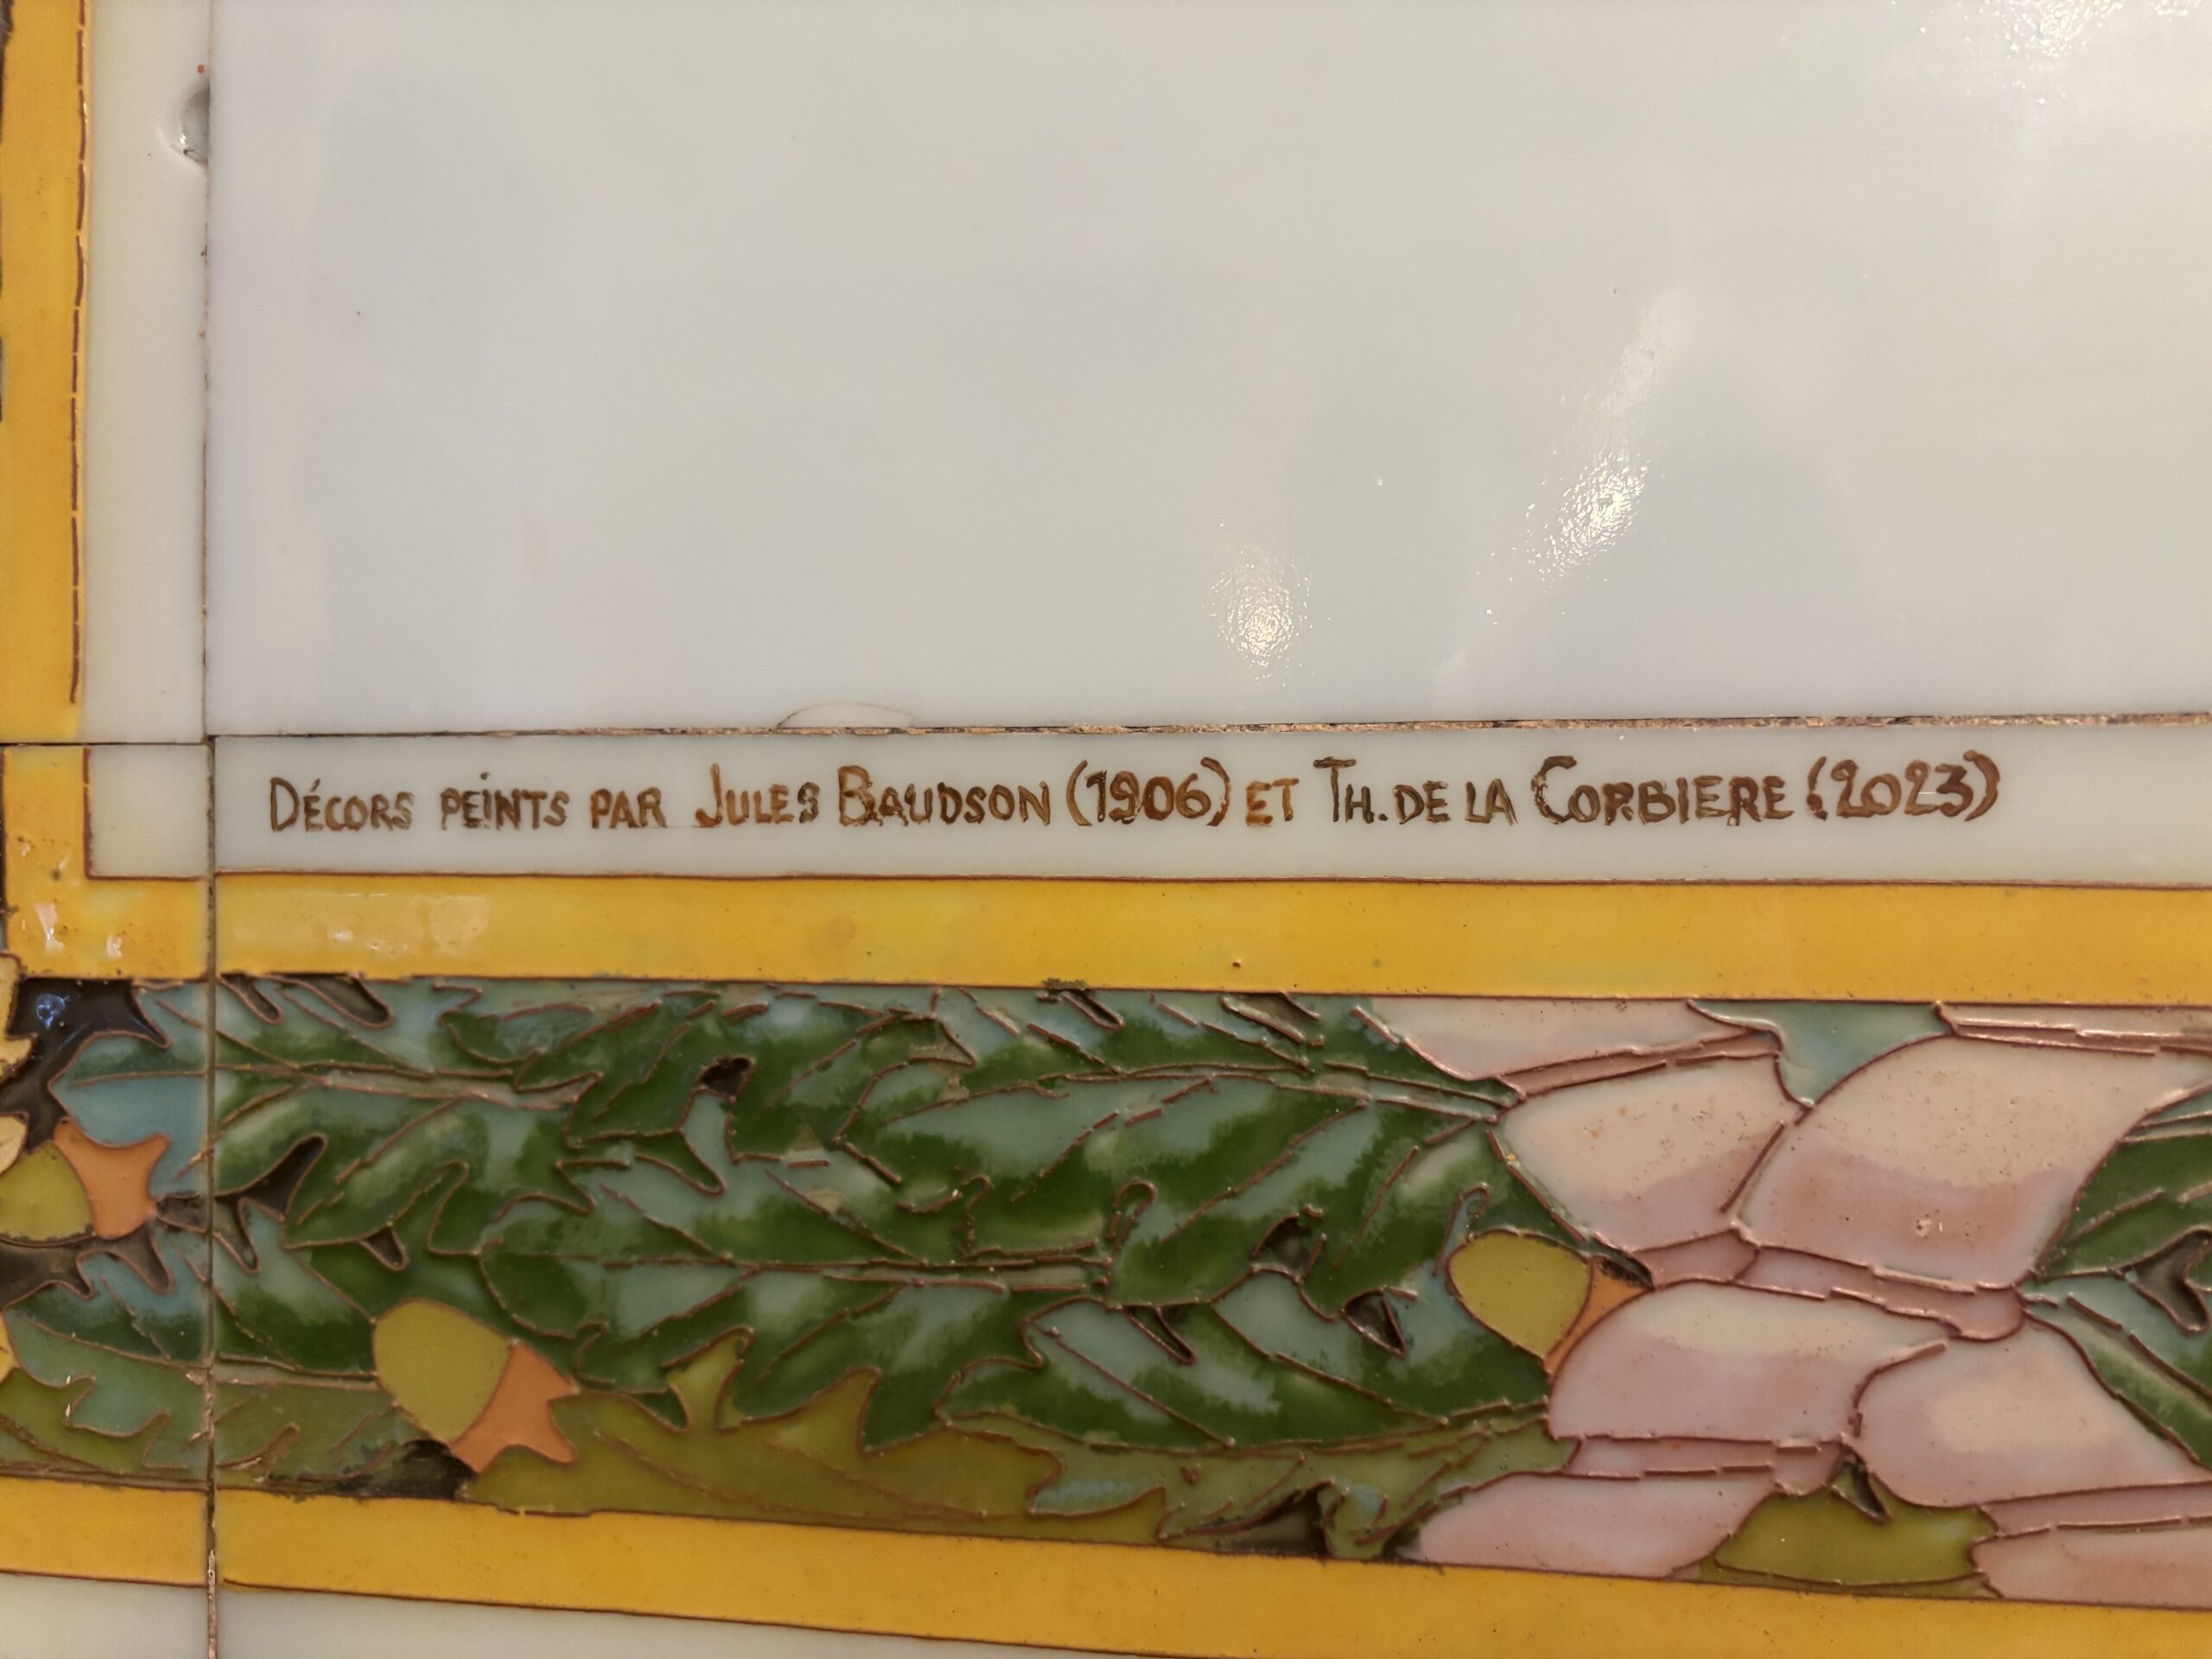 DÉCORS PEINTS PAR JULES BAUDSON (1906) ET TH. DE LA CORBIERE (2023)